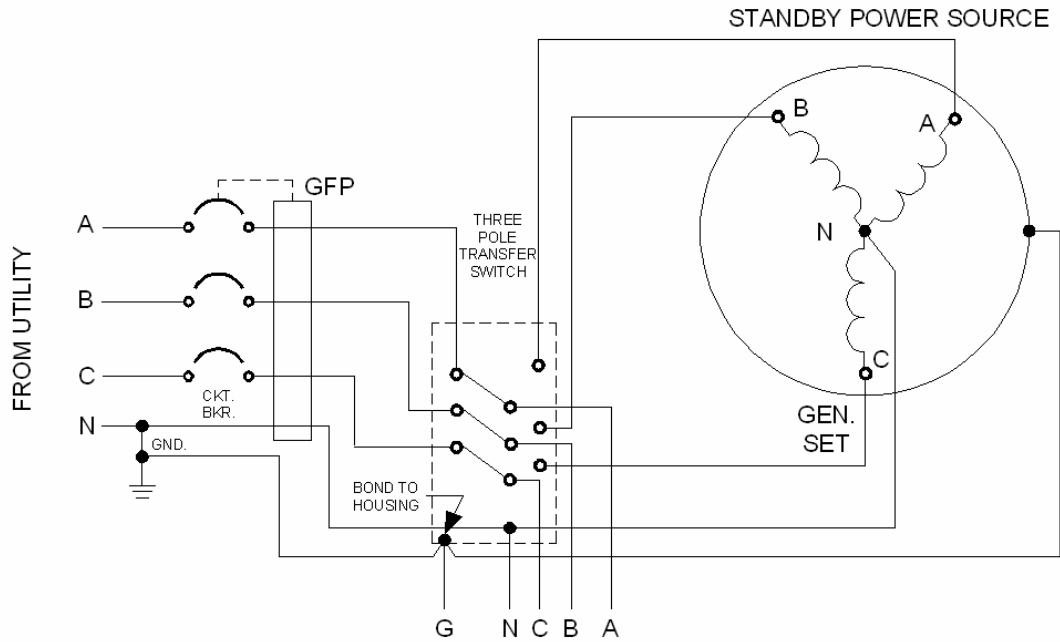 STANDBY POWER SOURCE
B
A
GFP
THREE
POLE
TRANSFER
SWITCH
N
A
B
C
N
FROM UTILITY
CKT.
BKR.
GND.
C
GEN.
SET
BOND TO
HOUSING
G N C B A